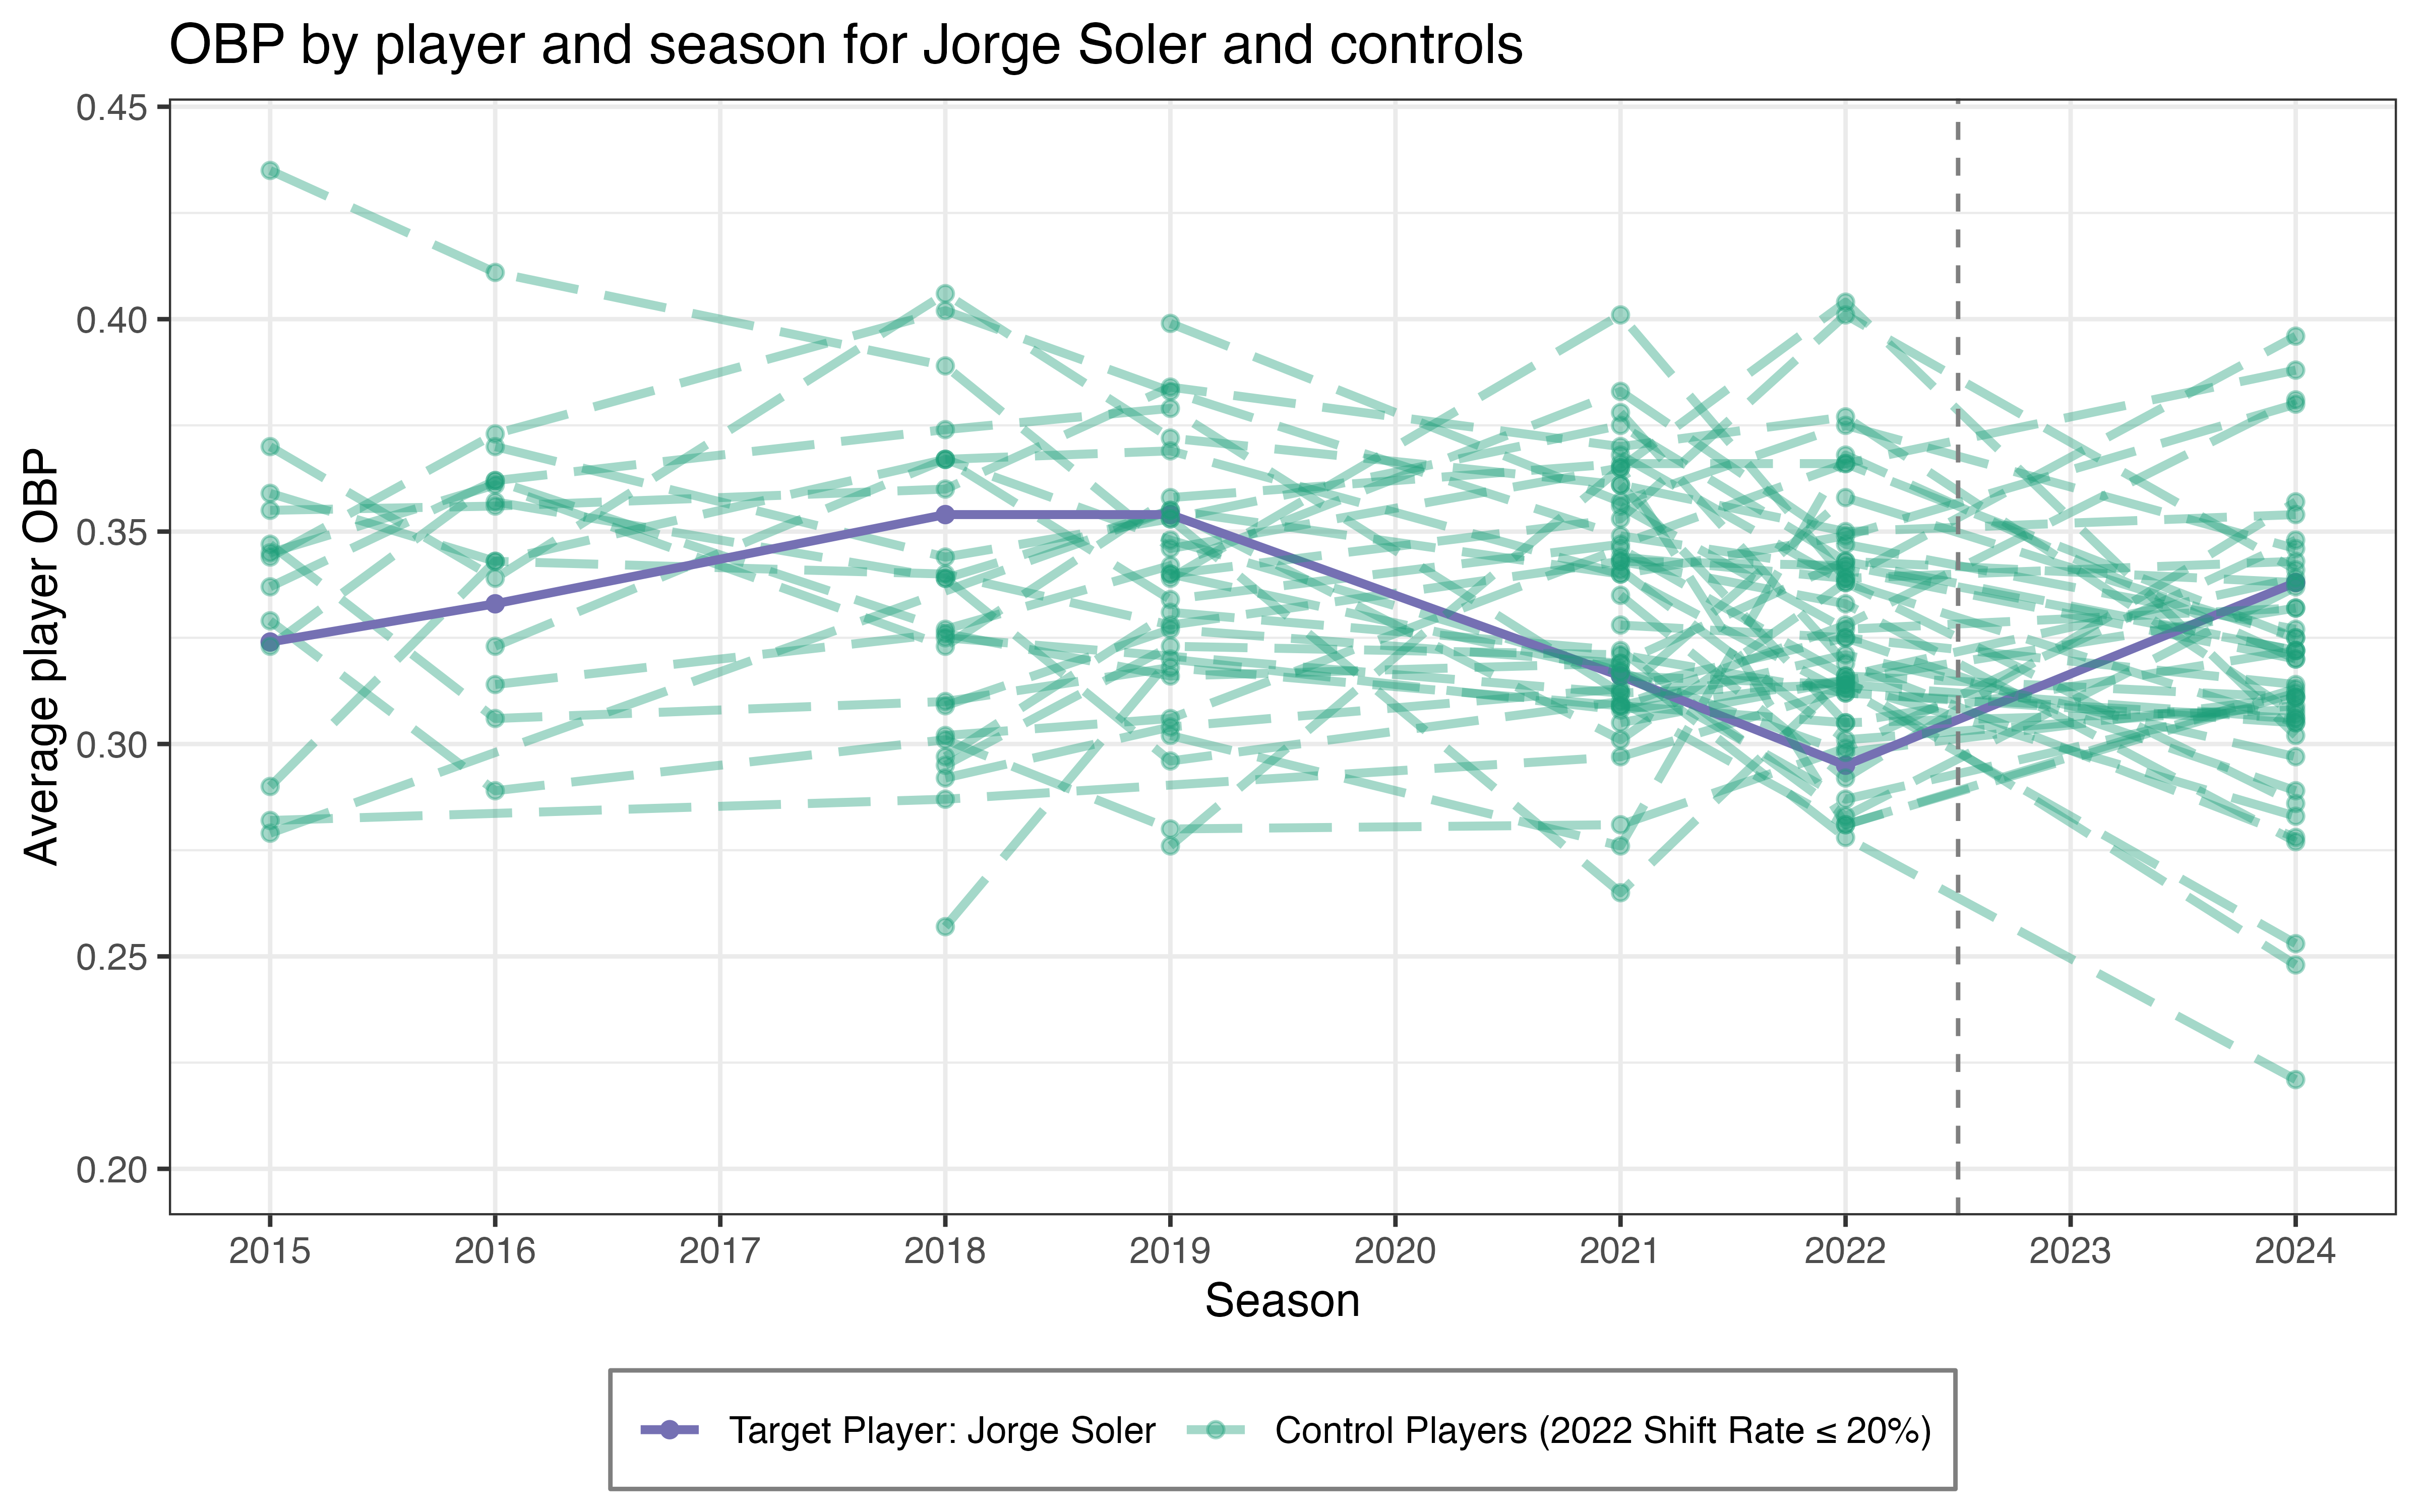 OBP by player and season for Jorge Soler and controls
Average player OBP
0.45
0.40
0.35
0.30
0.25
0.20
2015 2016 2017 2018 2019 2020 2021 2022 2023 2024
Season
Target Player: Jorge Soler Control Players (2022 Shift Rate ≤ 20%)